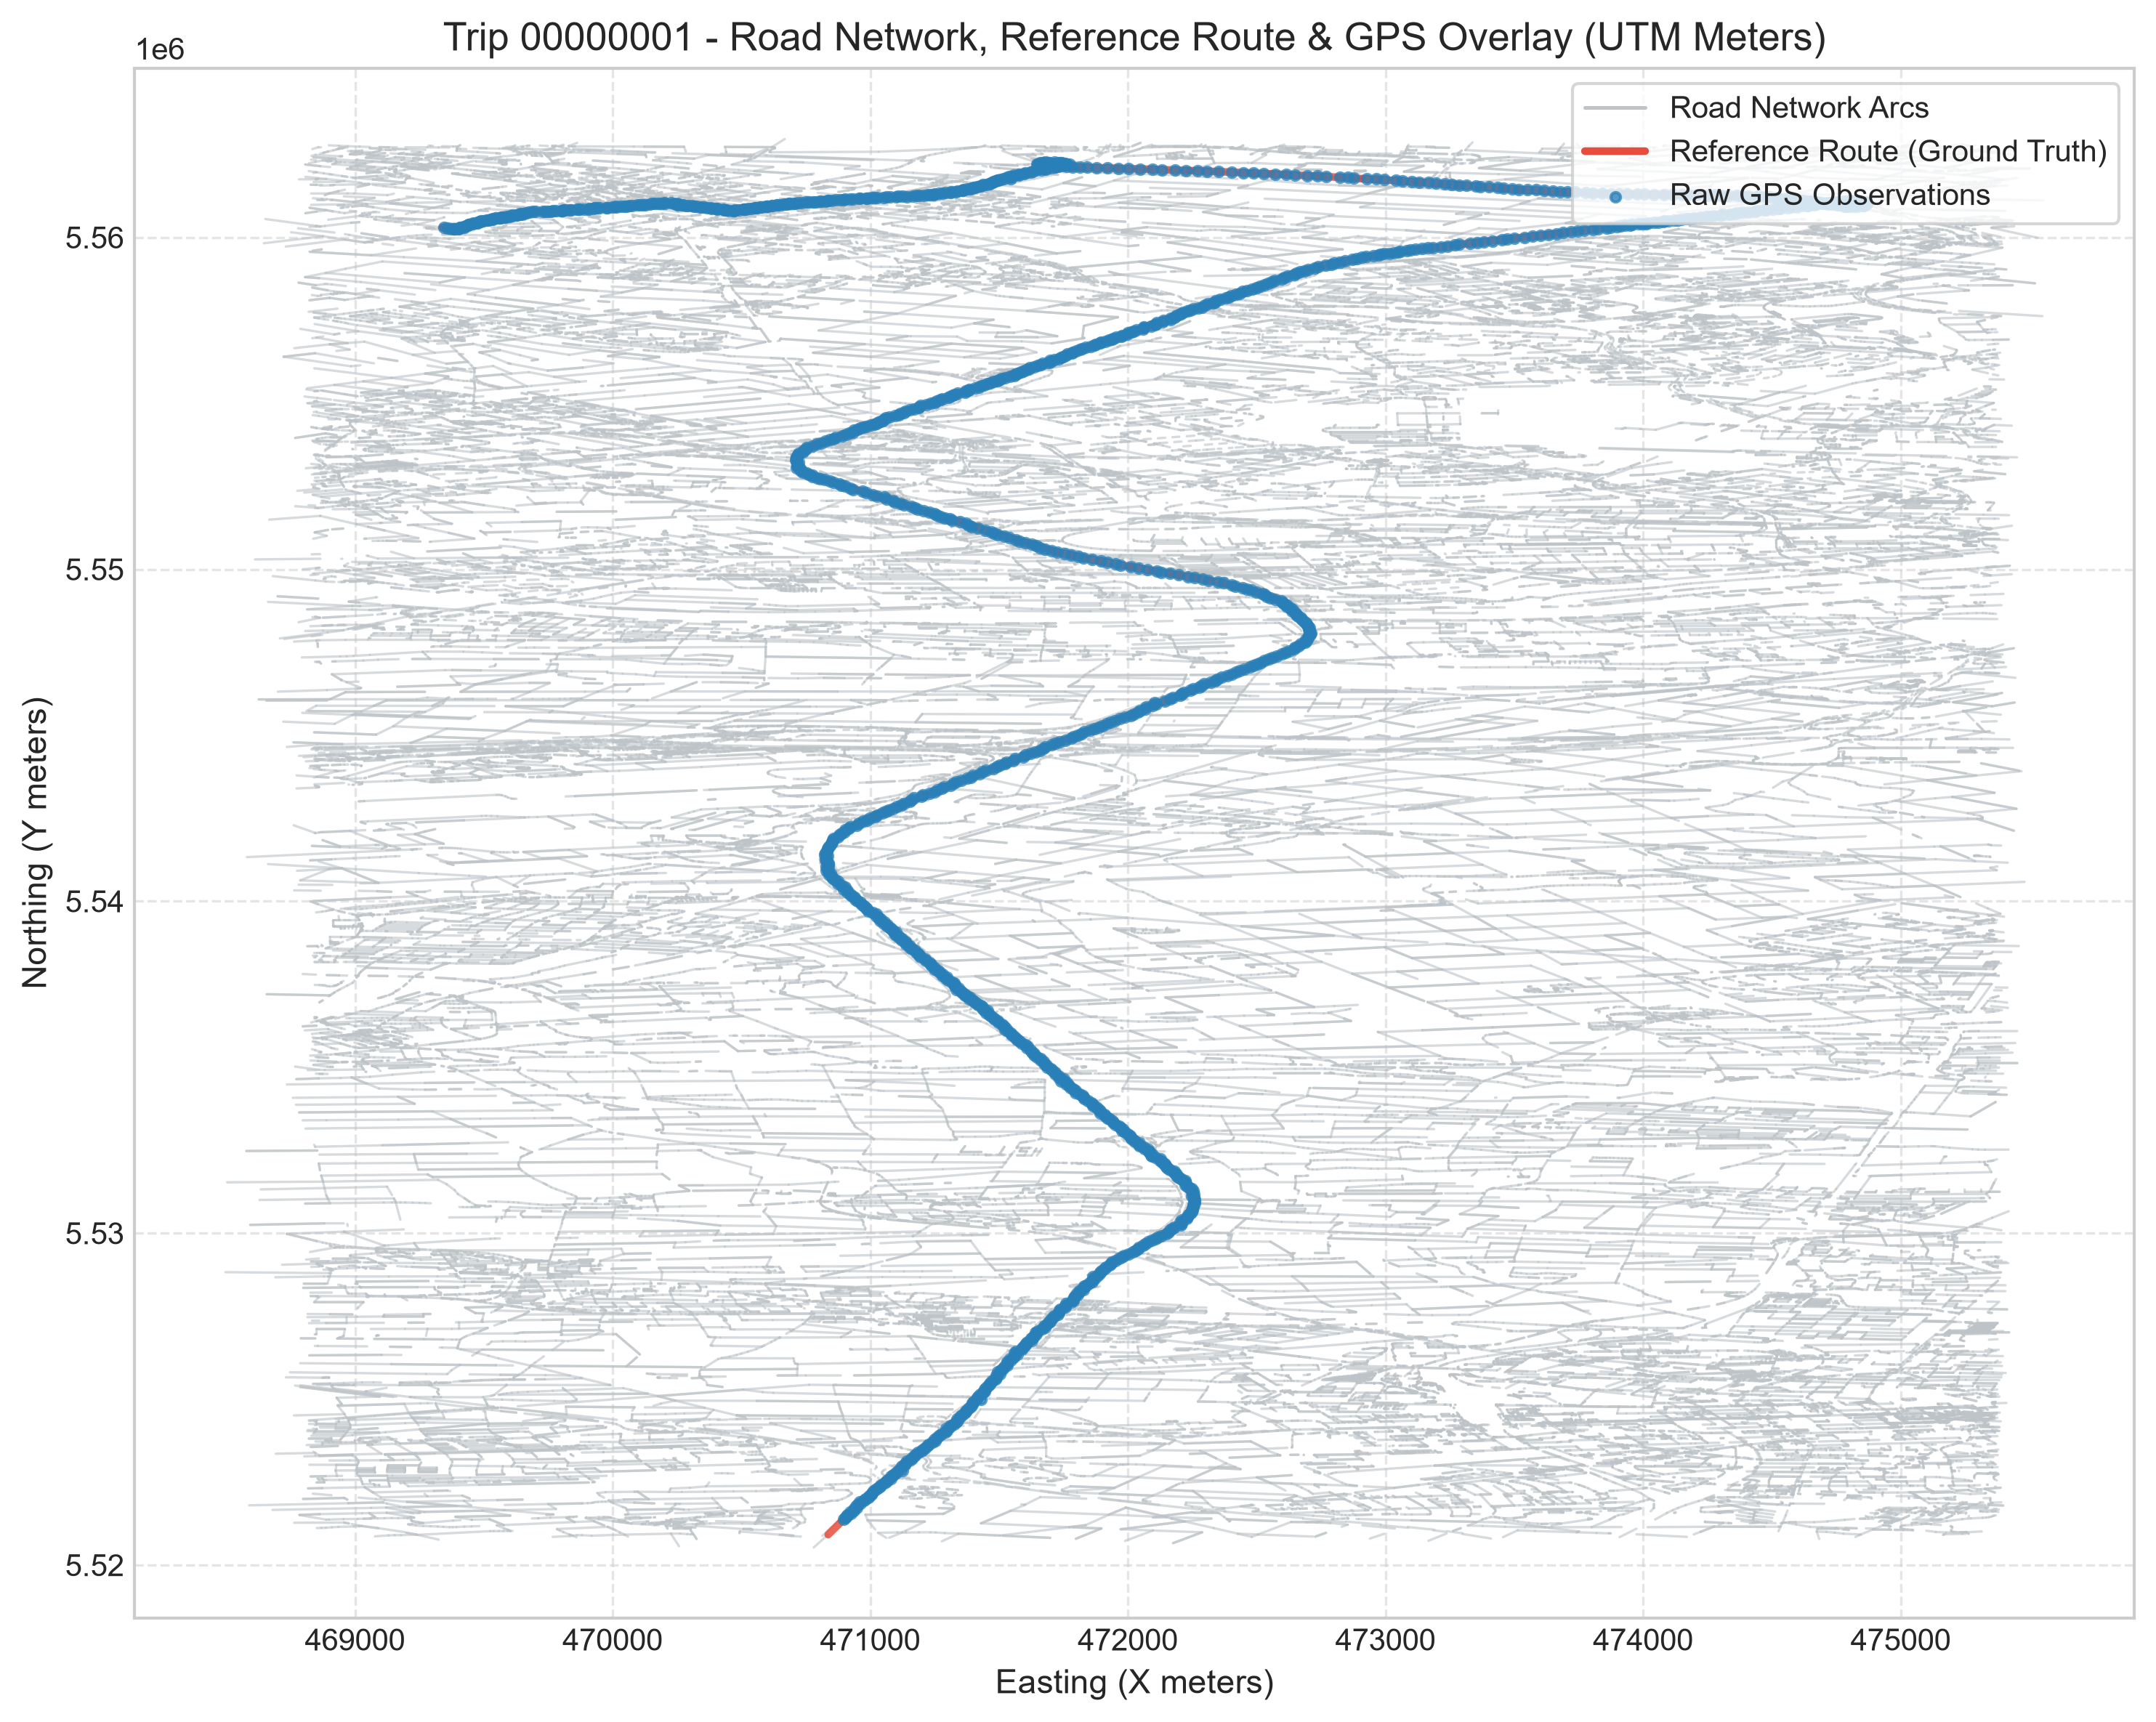 Trip 00000001 - Road Network, Reference Route & GPS Overlay (UTM Meters)
1e6
Road Network Arcs
Reference Route (Ground Truth)
Raw GPS Observations
5.56
5.55
5.54
5.53
5.52
Northing (Y meters)
469000 470000 471000 472000 473000 474000 475000
Easting (X meters)